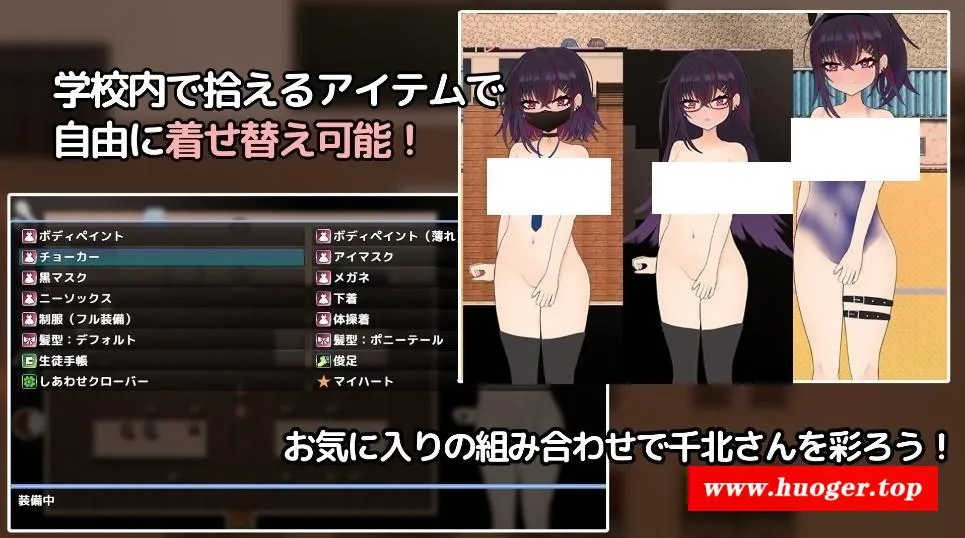 学校内で拾えるアイテムで
自由に着せ替え可能！
ボディペイント
ボディペイント（薄れ
チョーカー
アイマスク
黒マスク
メガネ
ニーソックス
下着
制服（フル装備）
体操着
髪型：デフォルト
髪型：ポニーテール
生徒手帳
俊足
しあわせクローバー
マイハート
お気に入りの組み合わせで千北さんを彩ろう！
www.huoger.top
装備中